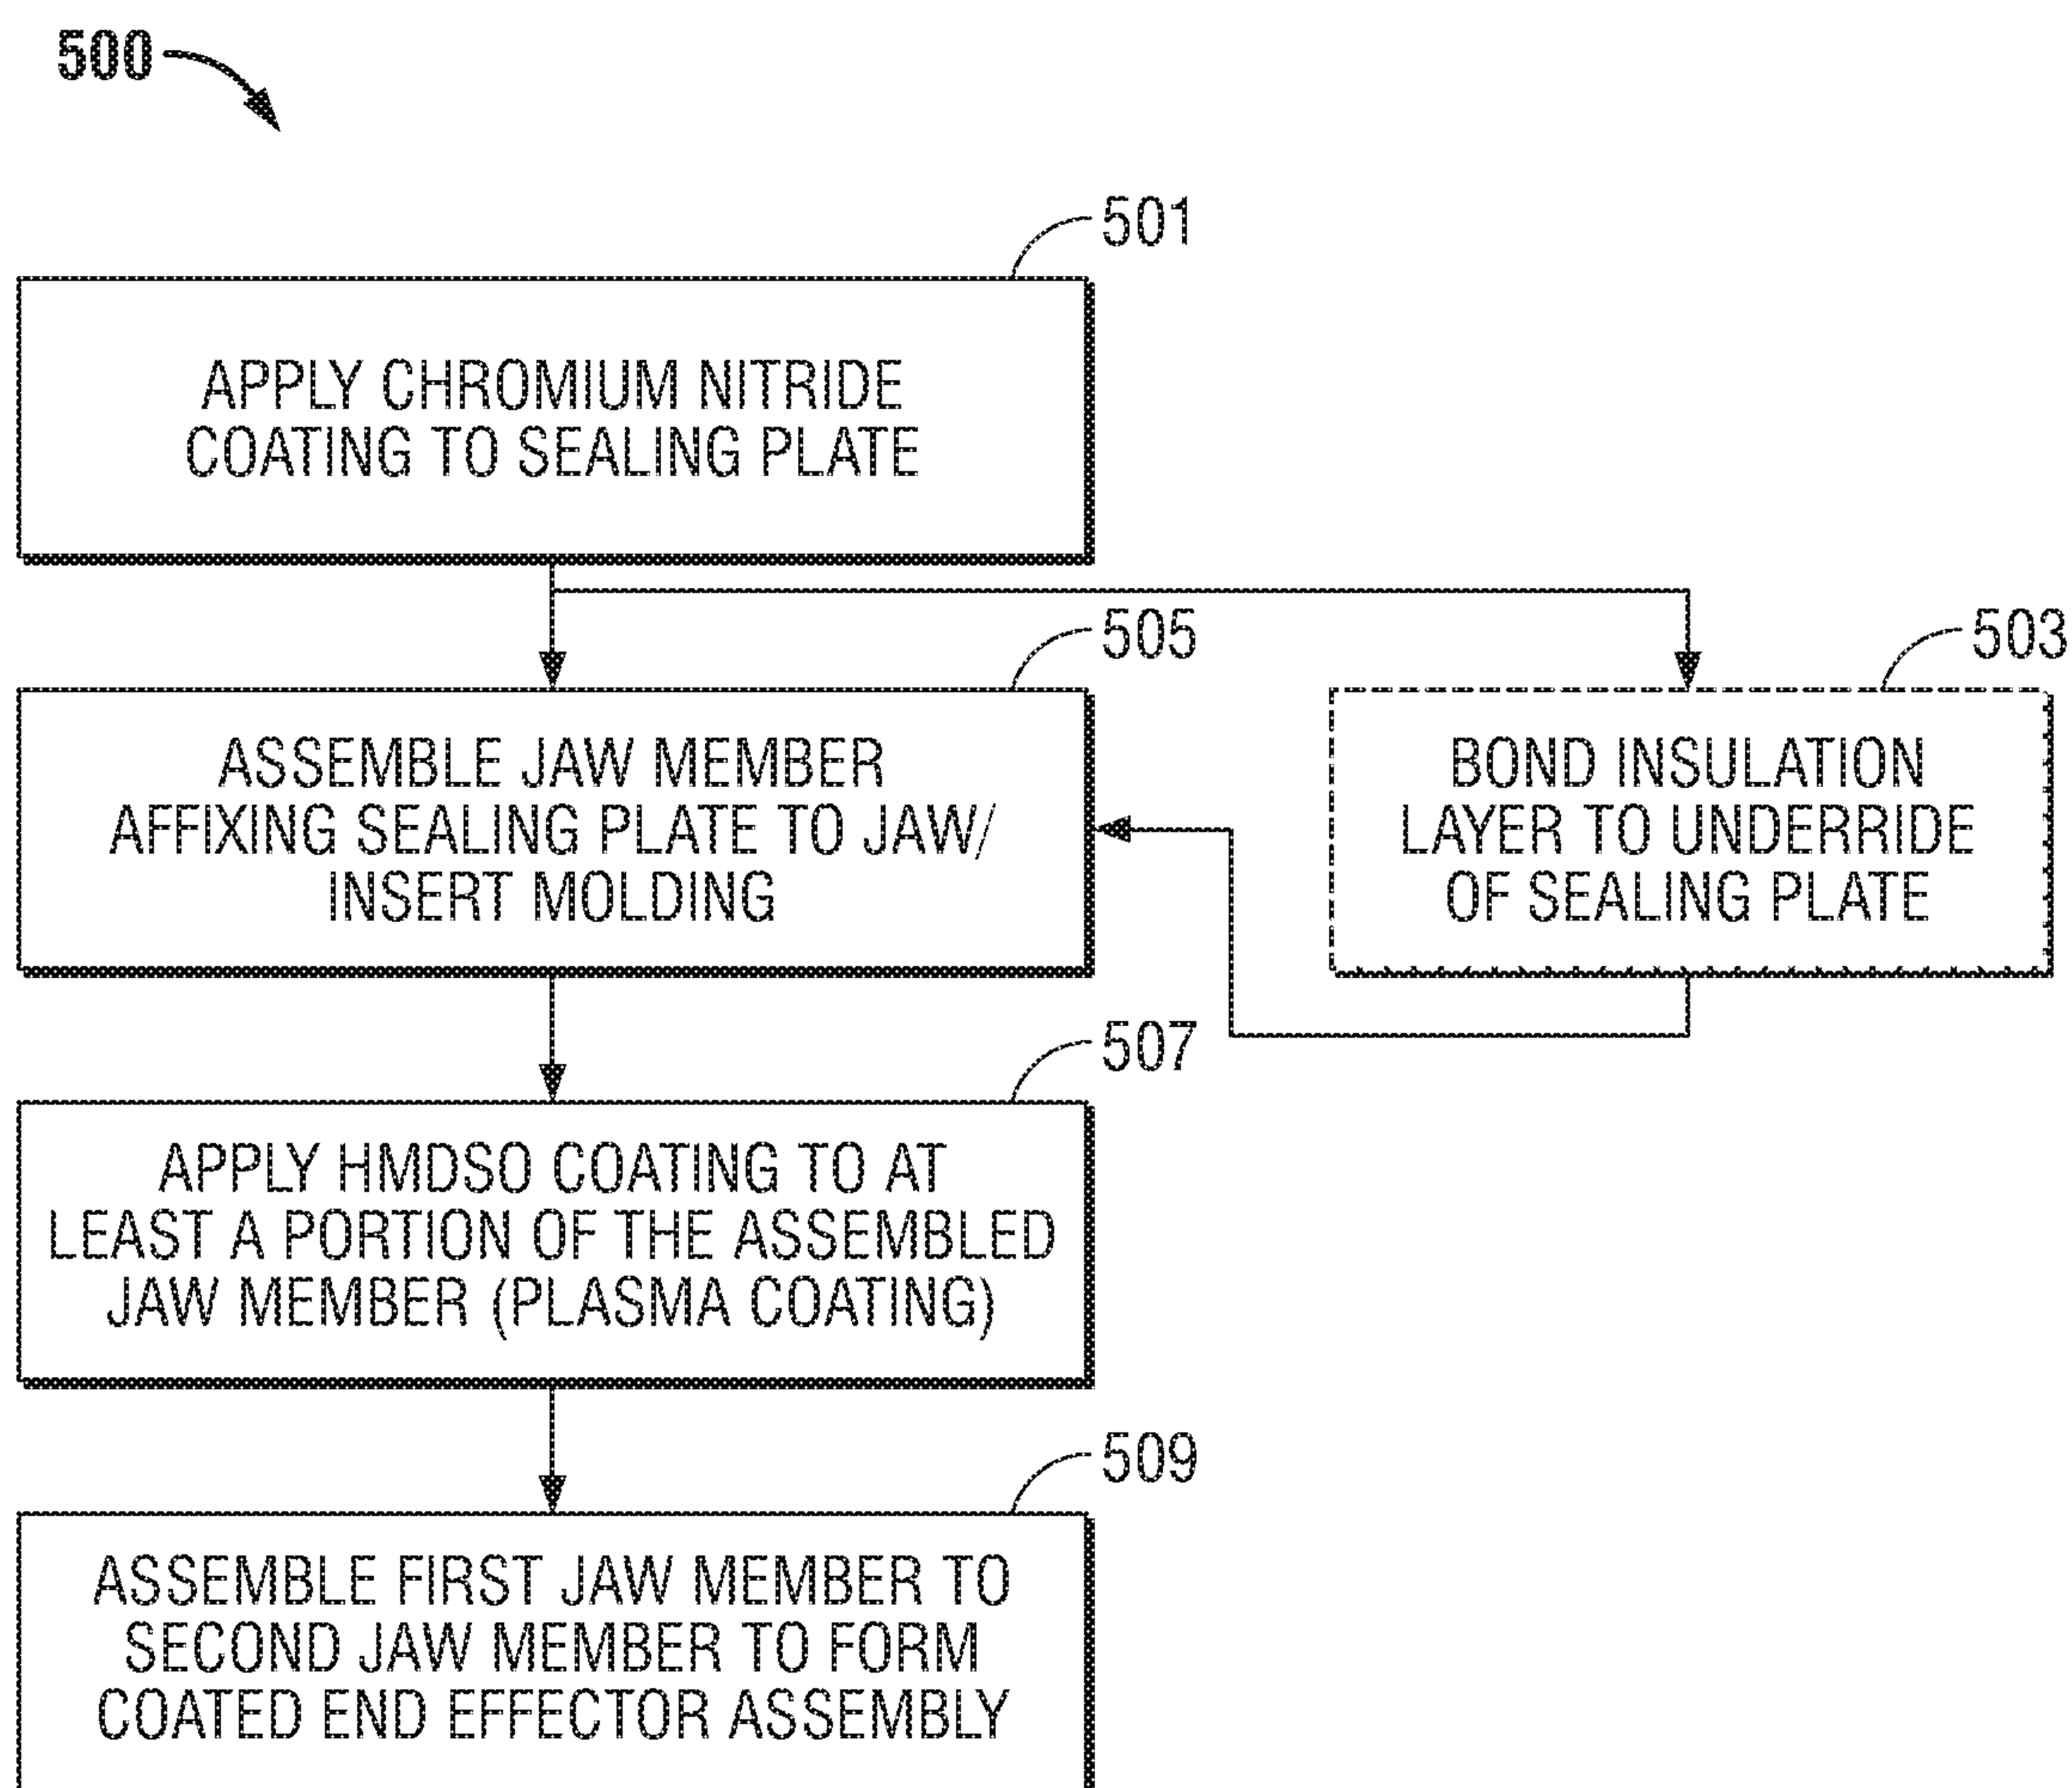 500
501
APPLY CHROMIUM NITRIDE
COATING TO SEALING PLATE
505
ASSEMBLE JAW MEMBER
AFFIXING SEALING PLATE TO JAW/
INSERT MOLDING
503
BOND INSULATION
LAYER TO UNDERRIDE
OF SEALING PLATE
507
APPLY HMDSO COATING TO AT
LEAST A PORTION OF THE ASSEMBLED
JAW MEMBER (PLASMA COATING)
509
ASSEMBLE FIRST JAW MEMBER TO
SECOND JAW MEMBER TO FORM
COATED END EFFECTOR ASSEMBLY